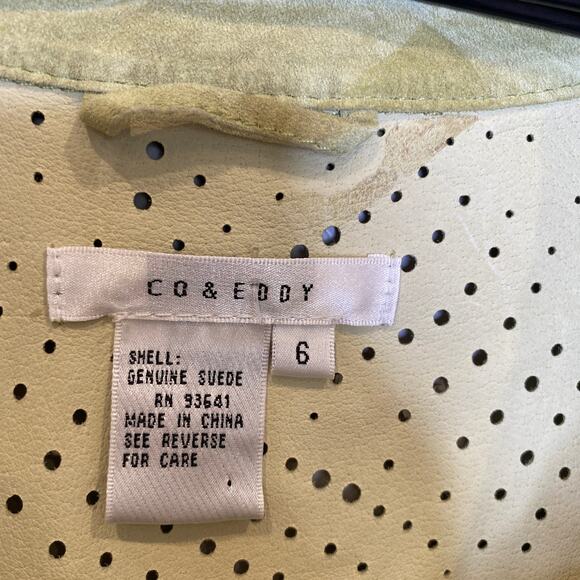 CO & EDDY
6
SHELL:
GENUINE SUEDE
RN 93641
MADE IN CHINA
SEE REVERSE
FOR CARE